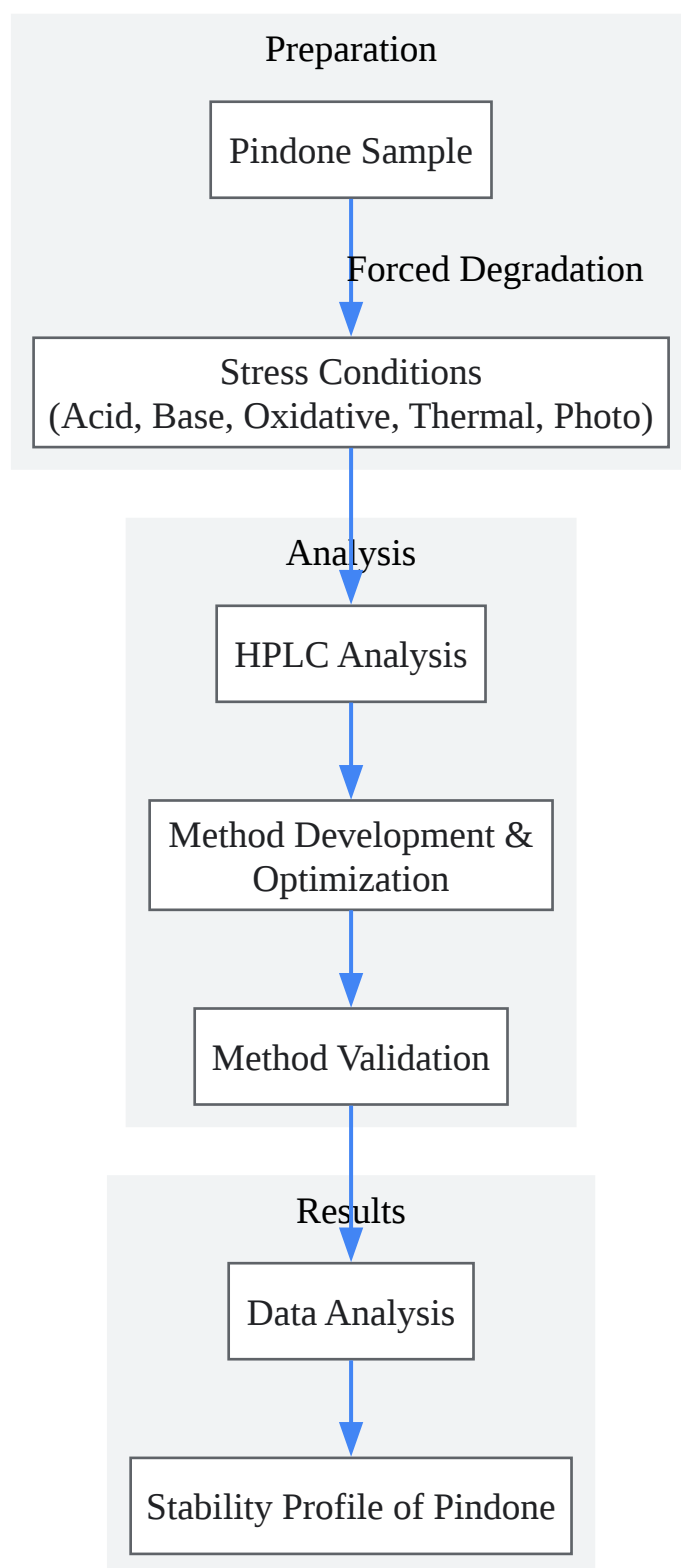 Preparation
Pindone Sample
Forced Degradation
Stress Conditions
(Acid, Base, Oxidative, Thermal, Photo)
Analysis
HPLC Analysis
Method Development &
Optimization
Method Validation
Results
Data Analysis
Stability Profile of Pindone